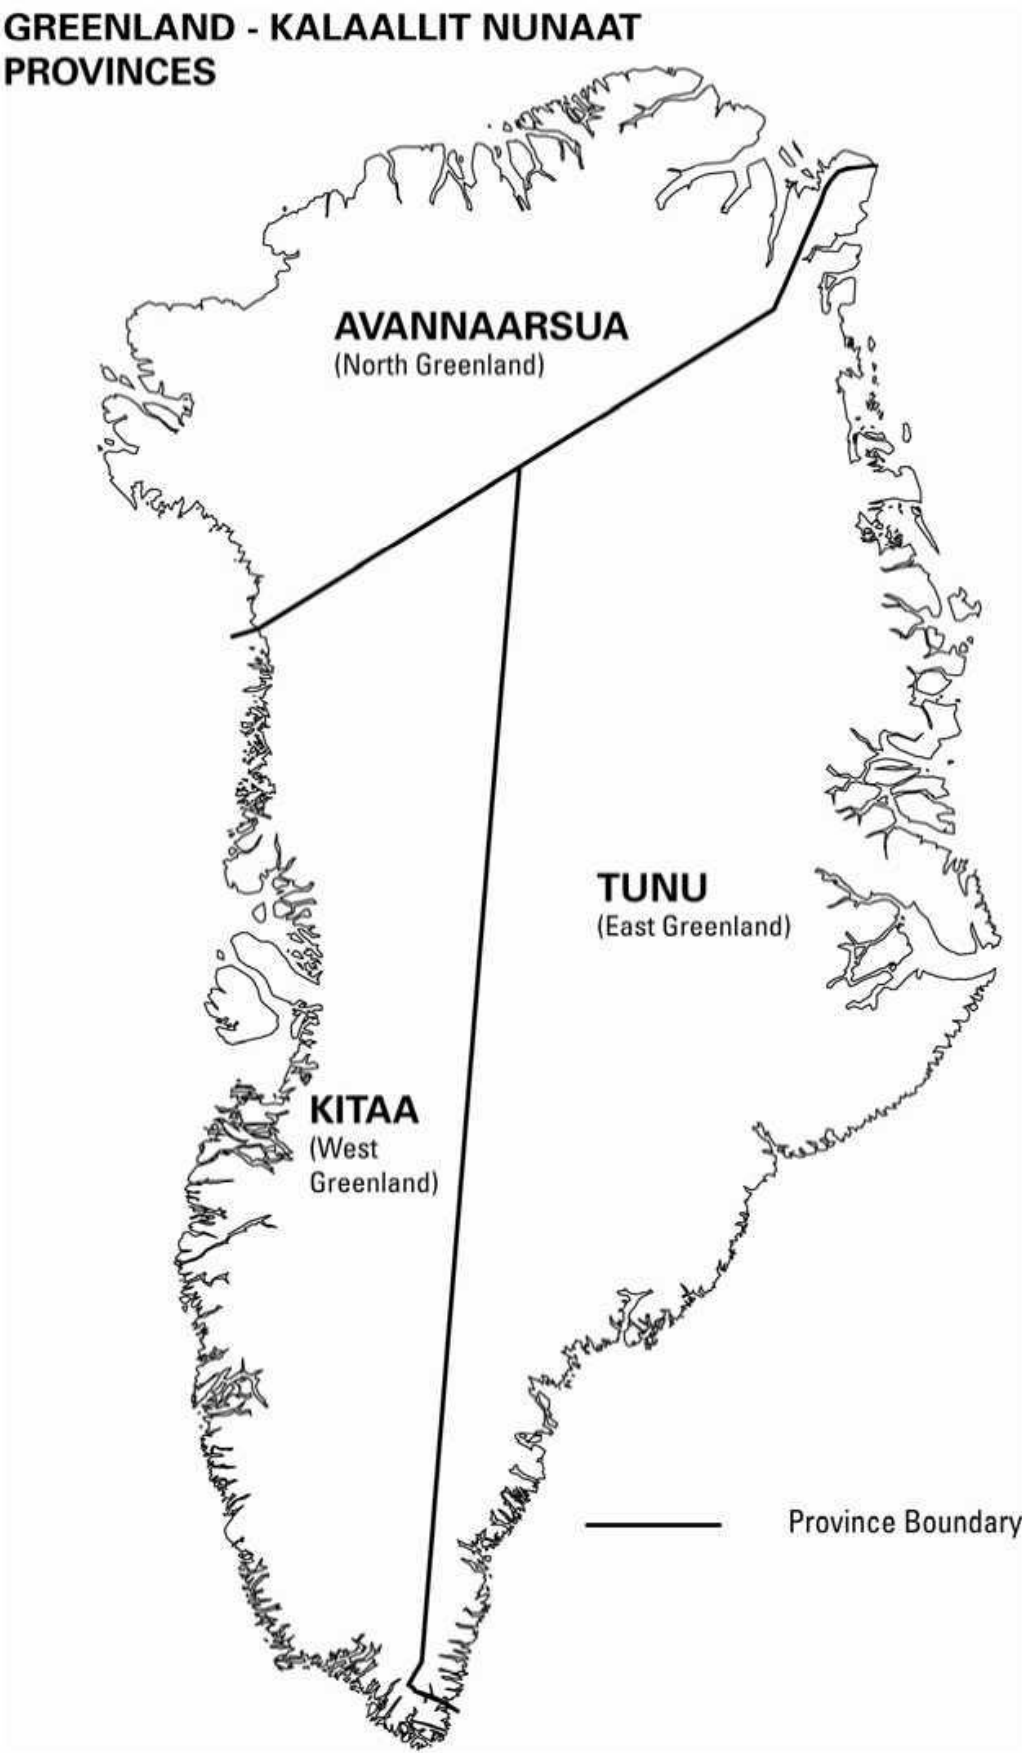 GREENLAND - KALAALLIT NUNAAT
PROVINCES
AVANNAARSUA
(North Greenland)
TUNU
(East Greenland)
KITAA
(West
Greenland)
Province Boundary